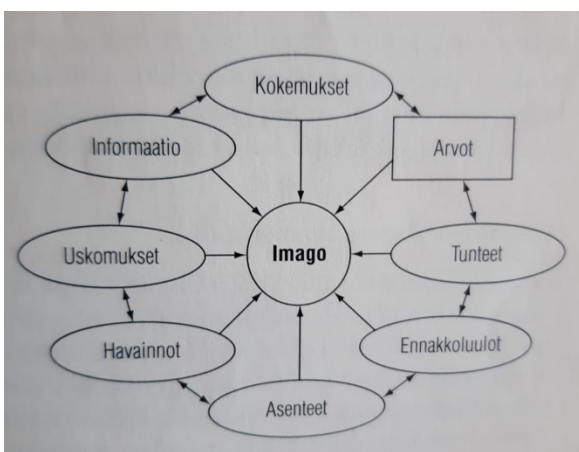 Kokemukset
Informaatio
Arvot
Uskomukset
Imago
Tunteet
Havainnot
Ennakkoluulot
Asenteet